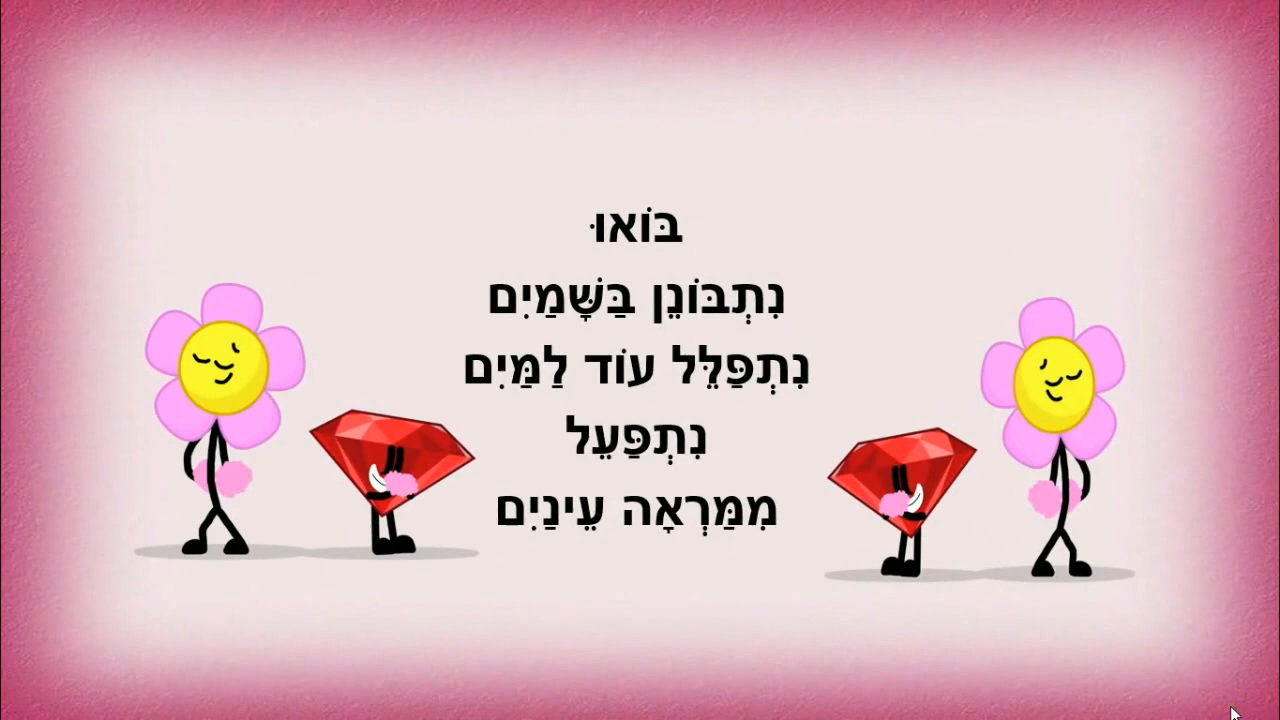 בּוֹאוּ
נִתְבּוֹנֵן בַּשָּׁמַיִם
נִתְפַּלֵּל עוֹד לַמַּיִם
נִתְפַּעֵל
מִמַּרְאָה עֵינַיִם